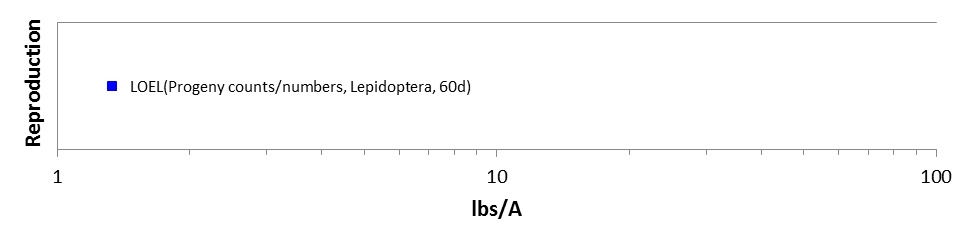 Reproduction
LOEL(Progeny counts/numbers, Lepidoptera, 60d)
1 10 100
lbs/A